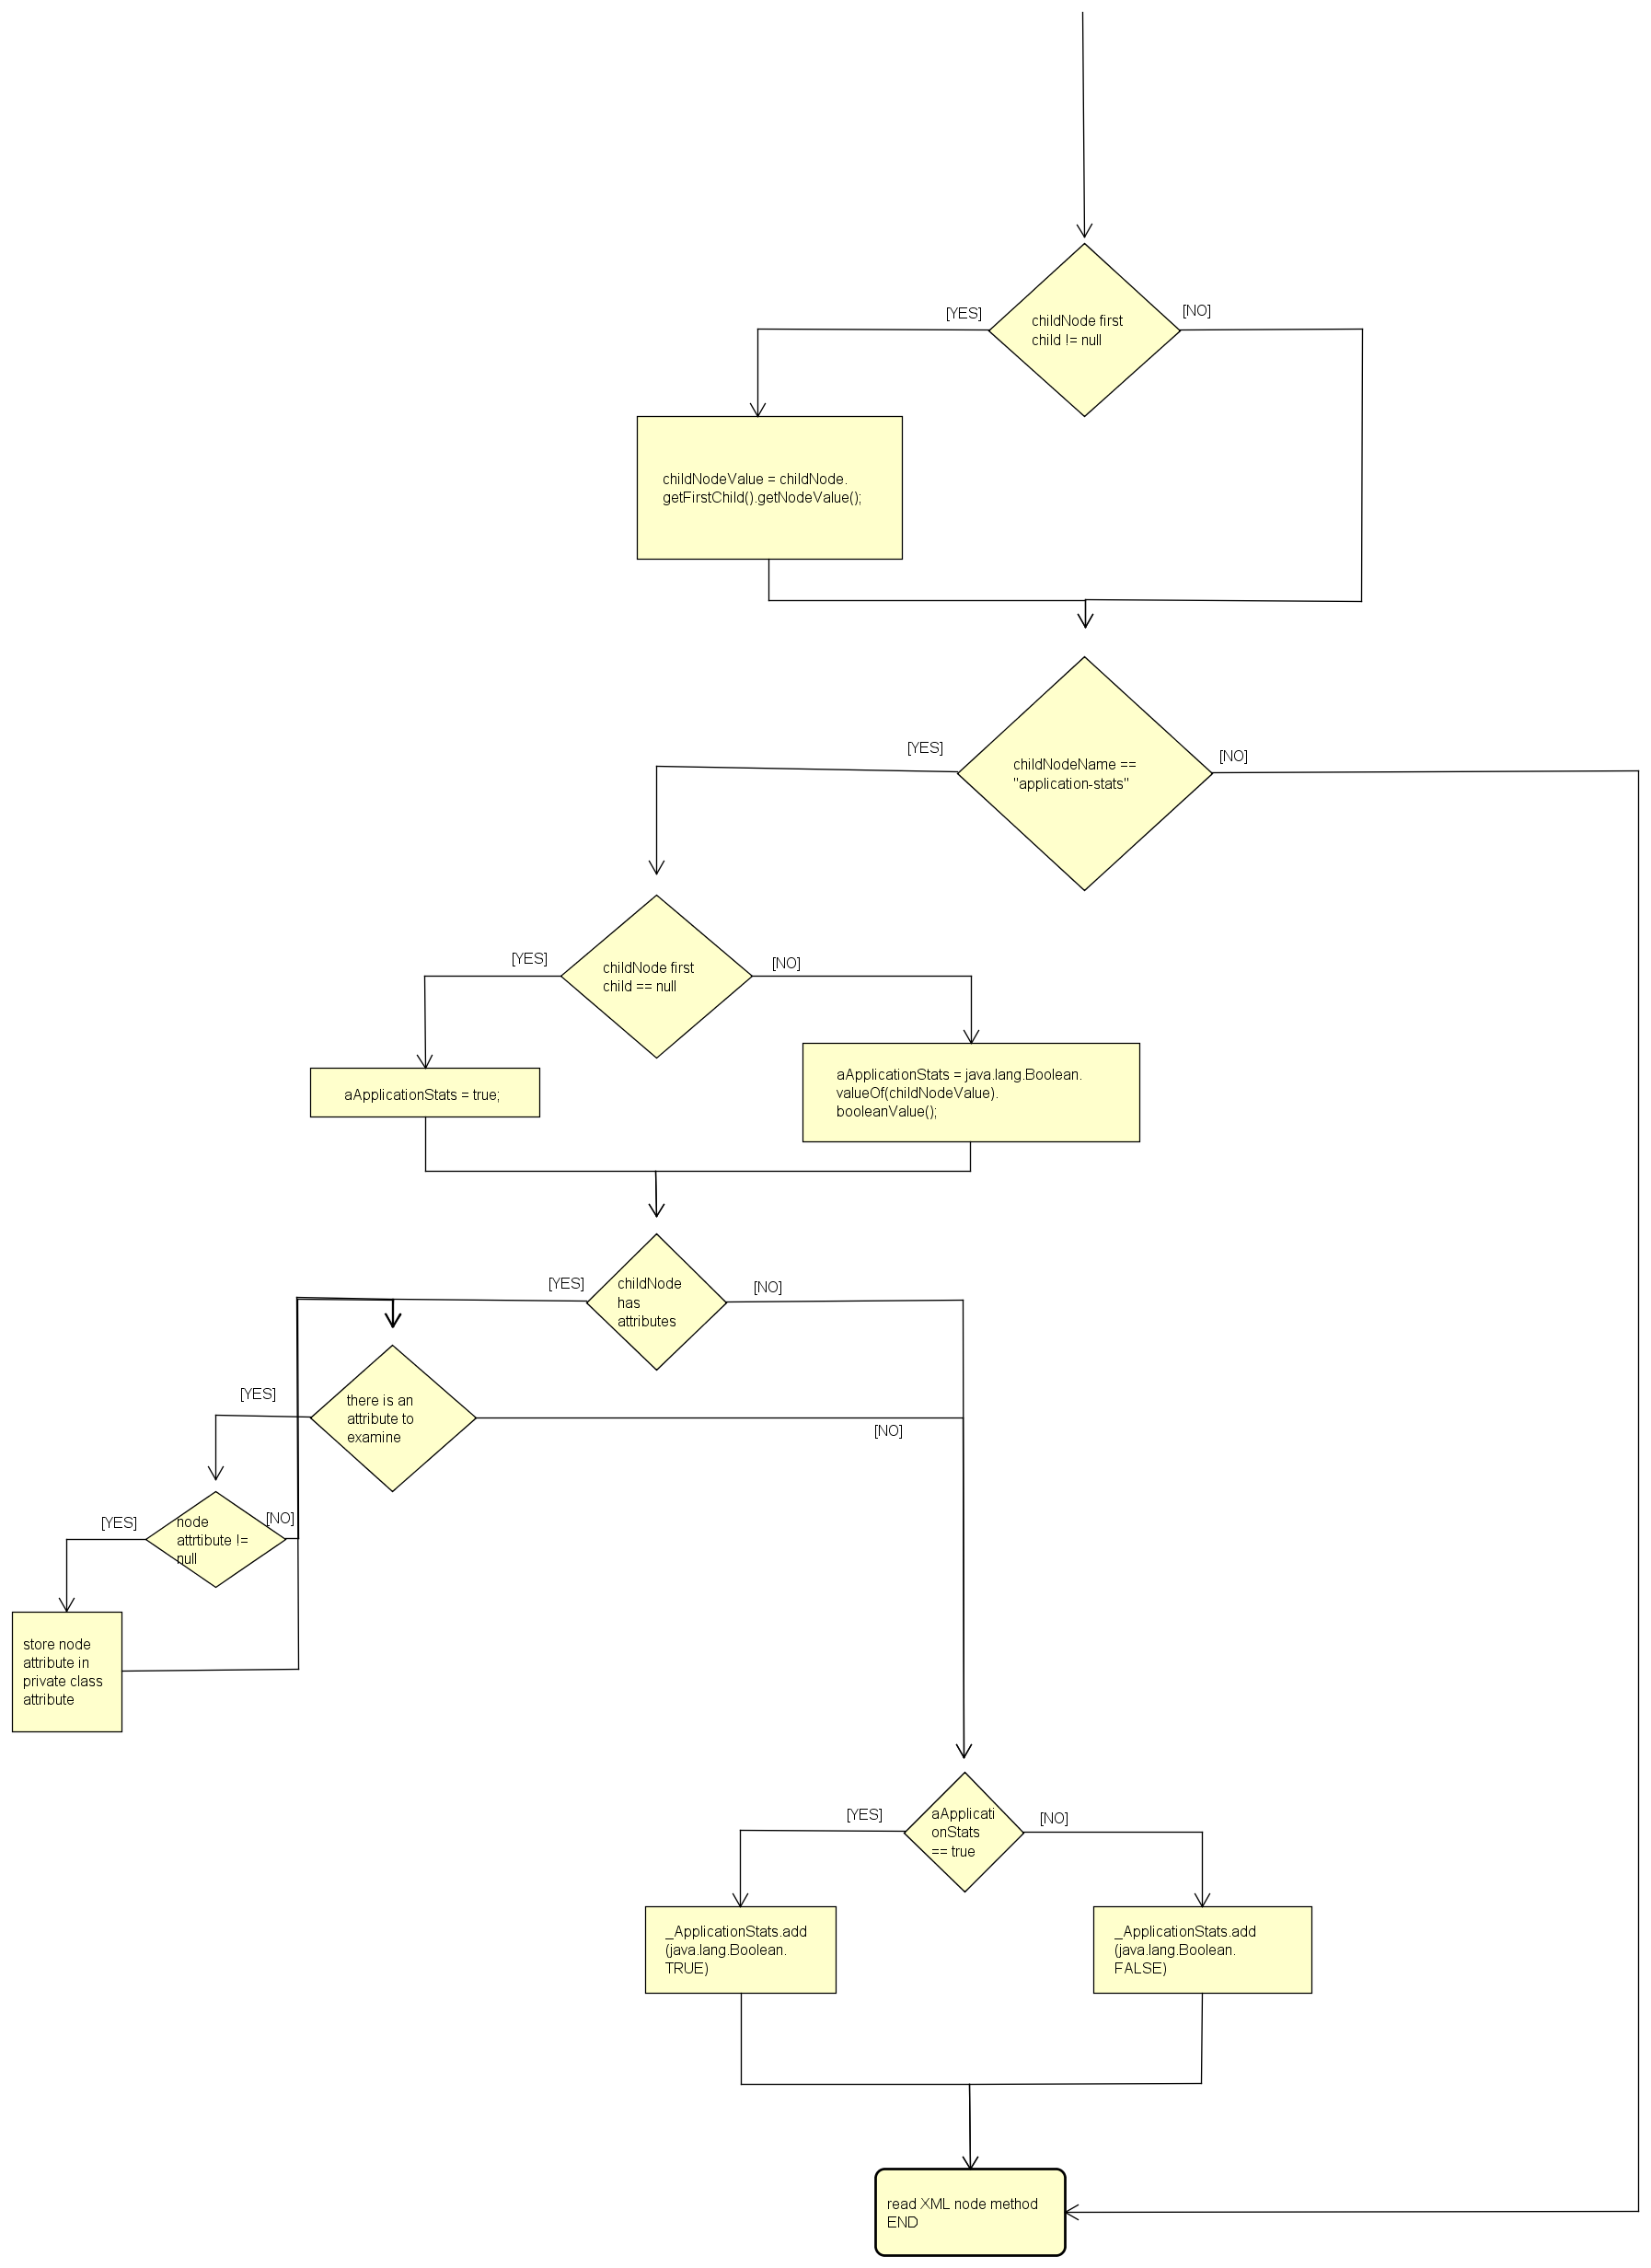 [YES]
[NO]
childNode first
child != null
childNodeValue = childNode.
getFirstChild().getNodeValue();
[YES]
[NO]
childNodeName ==
"application-stats"
[YES]
[NO]
childNode first
child == null
aApplicationStats = true;
aApplicationStats = java.lang.Boolean.
valueOf(childNodeValue).
booleanValue();
[YES]
[NO]
childNode
has
attributes
[YES]
there is an
attribute to
examine
[NO]
[YES]
[NO]
node
attrtibute !=
null
store node
attribute in
private class
attribute
[YES]
[NO]
aApplicati
onStats
== true
_ApplicationStats.add
(java.lang.Boolean.
TRUE)
_ApplicationStats.add
(java.lang.Boolean.
FALSE)
read XML node method
END